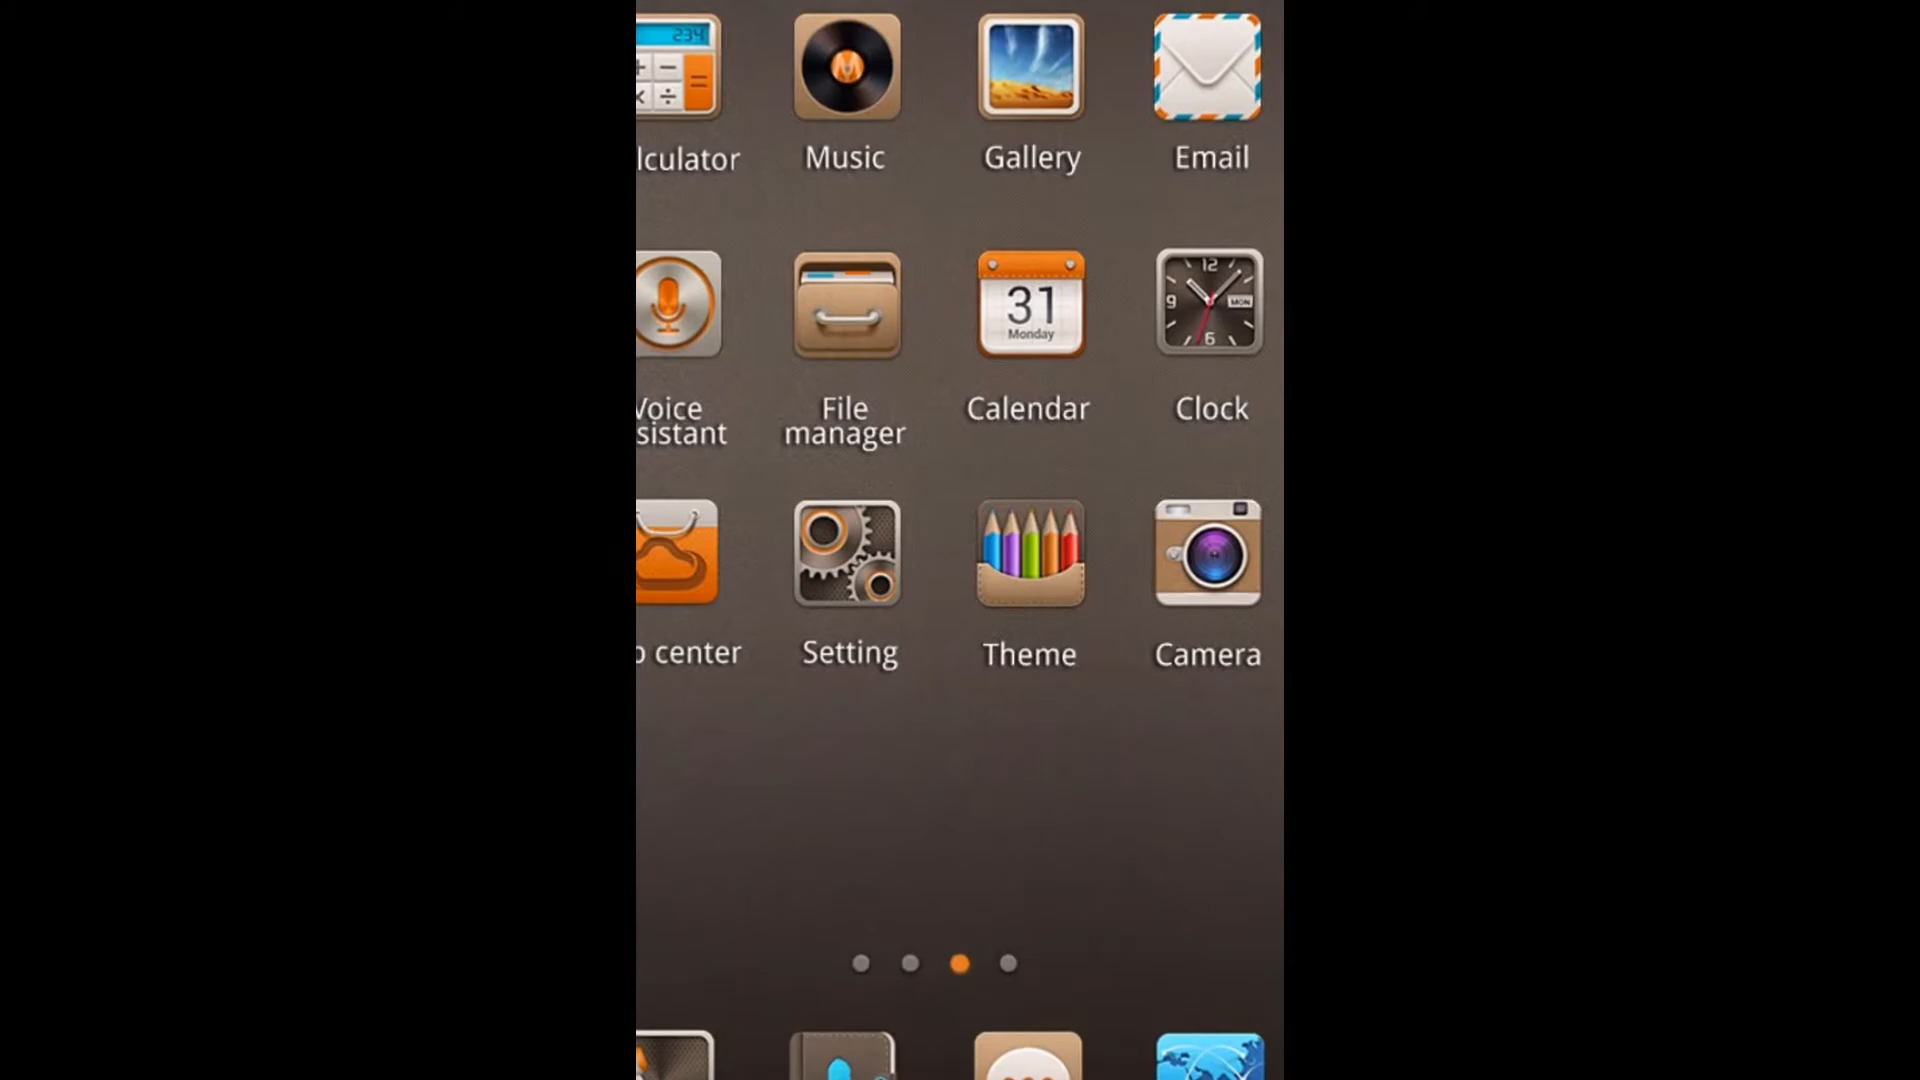 234
lculator
Music
Gallery
Email
31
Monday
12
9
MON
6
Voice
sistant
File
manager
Calendar
Clock
center
Setting
Theme
Camera